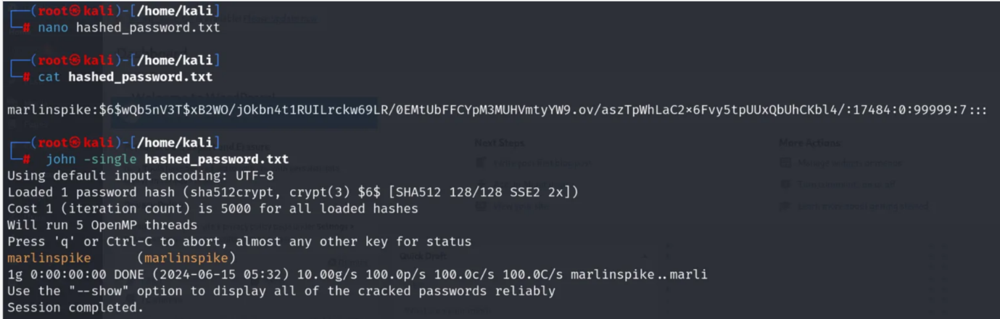 ┌──(root㉿kali)-[/home/kali]
└─# nano hashed_password.txt
┌──(root㉿kali)-[/home/kali]
└─# cat hashed_password.txt
marlinspike:$6$wQb5nV3T$xB2WO/jOkbn4t1RUILrckw69LR/0EMtUbFFCYpM3MUHVmtyYW9.ov/aszTpWhLaC2×6Fvy5tpUUxQbUhCKbl4/:17484:0:99999:7:::
┌──(root㉿kali)-[/home/kali]
└─# john -single hashed_password.txt
Using default input encoding: UTF-8
Loaded 1 password hash (sha512crypt, crypt(3) $6$ [SHA512 128/128 SSE2 2x])
Cost 1 (iteration count) is 5000 for all loaded hashes
Will run 5 OpenMP threads
Press 'q' or Ctrl-C to abort, almost any other key for status
marlinspike (marlinspike)
1g 0:00:00:00 DONE (2024-06-15 05:32) 10.00g/s 100.0p/s 100.0c/s 100.0C/s marlinspike..marli
Use the "--show" option to display all of the cracked passwords reliably
Session completed.
Next Steps
More Actions
Quick Draft